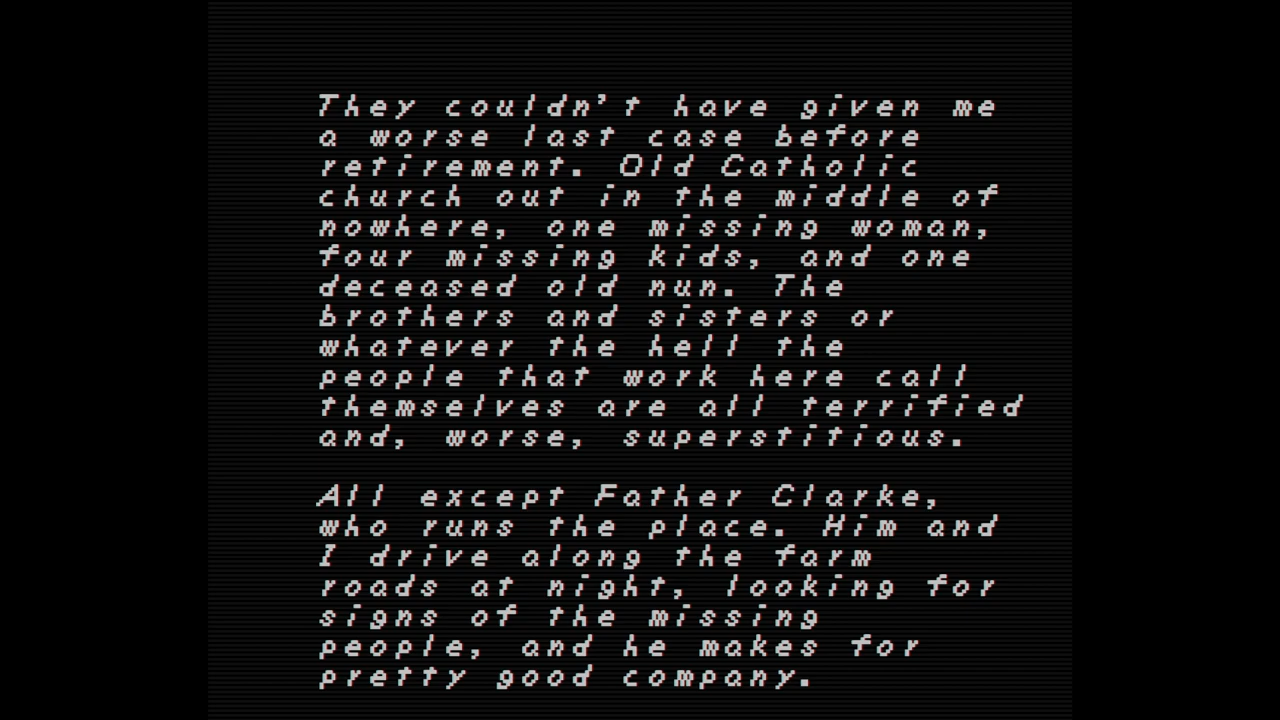 They couldn't have given me
a worse last case before
retirement. Old Catholic
church out in the middle of
nowhere, one missing woman,
four missing kids, and one
deceased old nun. The
brothers and sisters or
whatever the hell the
people that work here call
themselves are all terrified
and, worse, superstitious.
All except Father Clarke,
who runs the place. Him and
I drive along the farm
roads at night, looking for
signs of the missing
people, and he makes for
pretty good company.